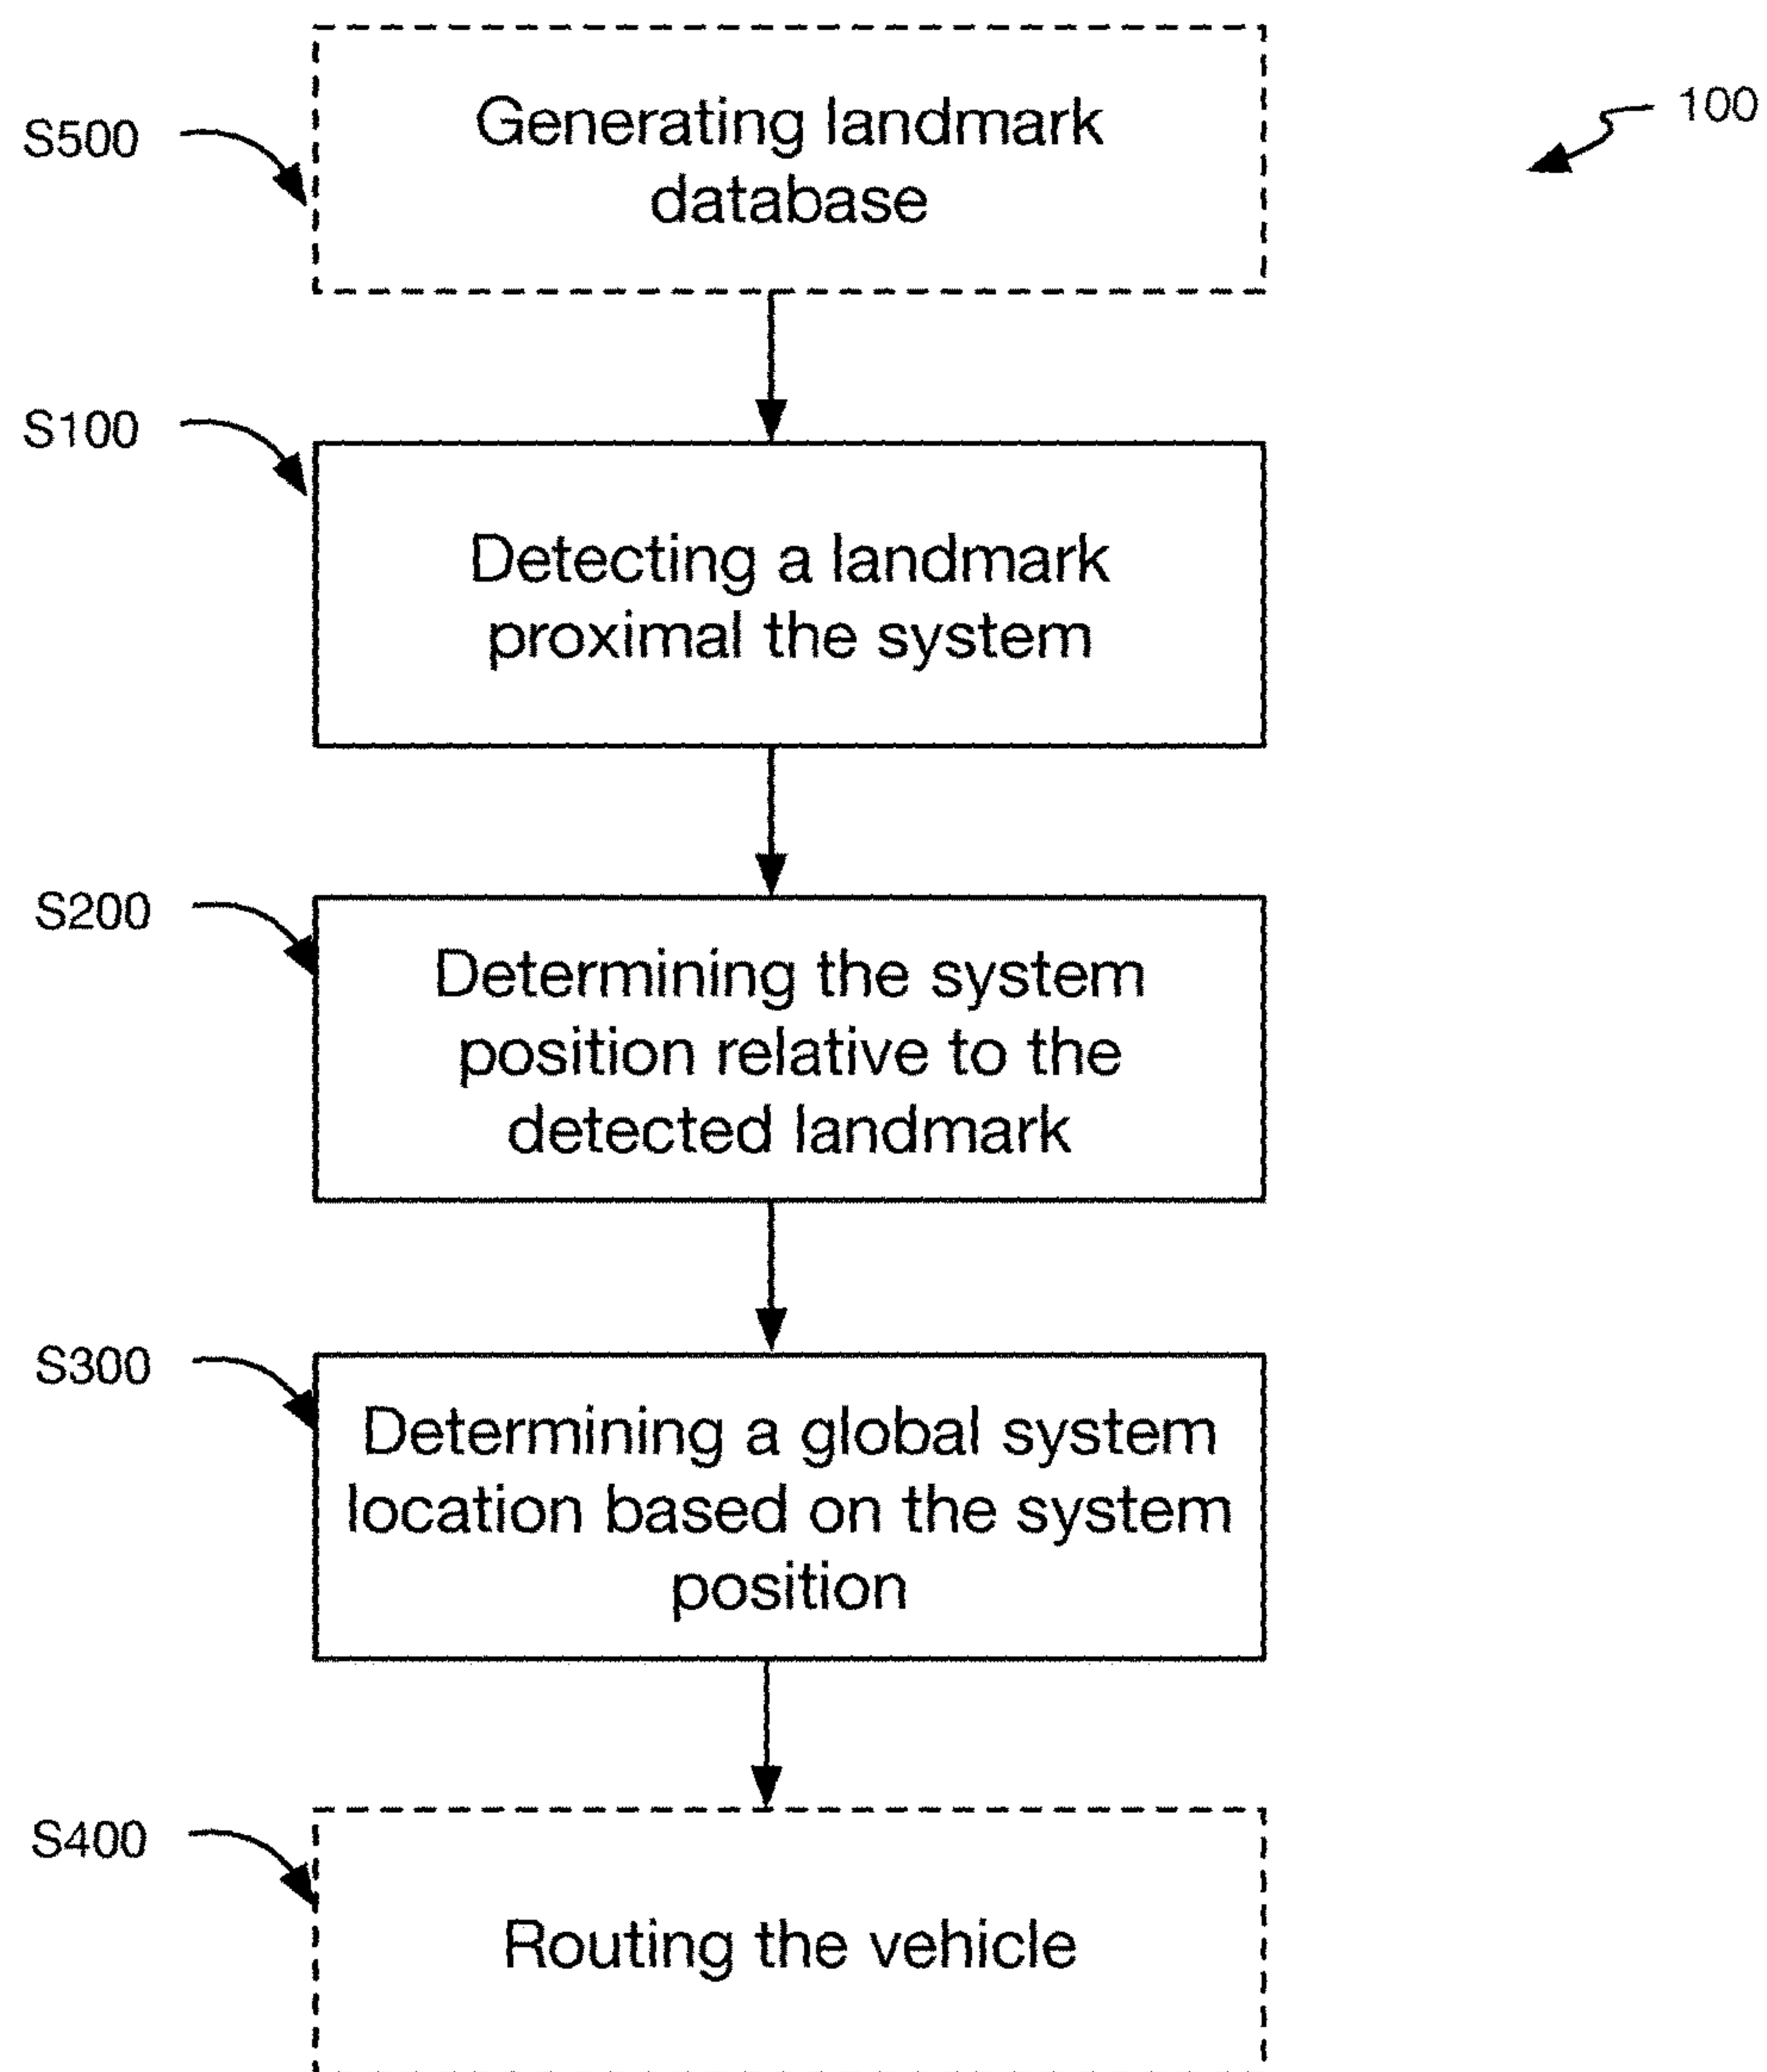 100
S500
Generating landmark
database
S100
Detecting a landmark
proximal the system
S200
Determining the system
position relative to the
detected landmark
S300
Determining a global system
location based on the system
position
S400
Routing the vehicle